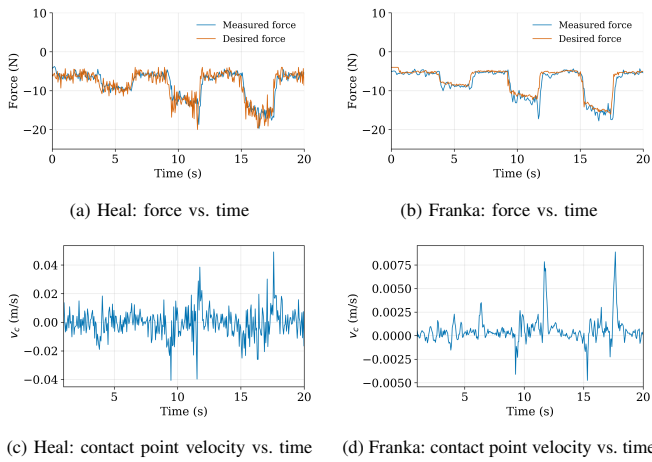 10
0
−10
−20
Force (N)
Measured force
Desired force
0
5
10
15
20
Time (s)
(a) Heal: force vs. time
10
0
−10
−20
Force (N)
Measured force
Desired force
0
5
10
15
20
Time (s)
(b) Franka: force vs. time
0.04
0.02
0.00
−0.02
−0.04
v_c (m/s)
5
10
15
20
Time (s)
(c) Heal: contact point velocity vs. time
0.0075
0.0050
0.0025
0.0000
−0.0025
−0.0050
v_c (m/s)
5
10
15
20
Time (s)
(d) Franka: contact point velocity vs. time